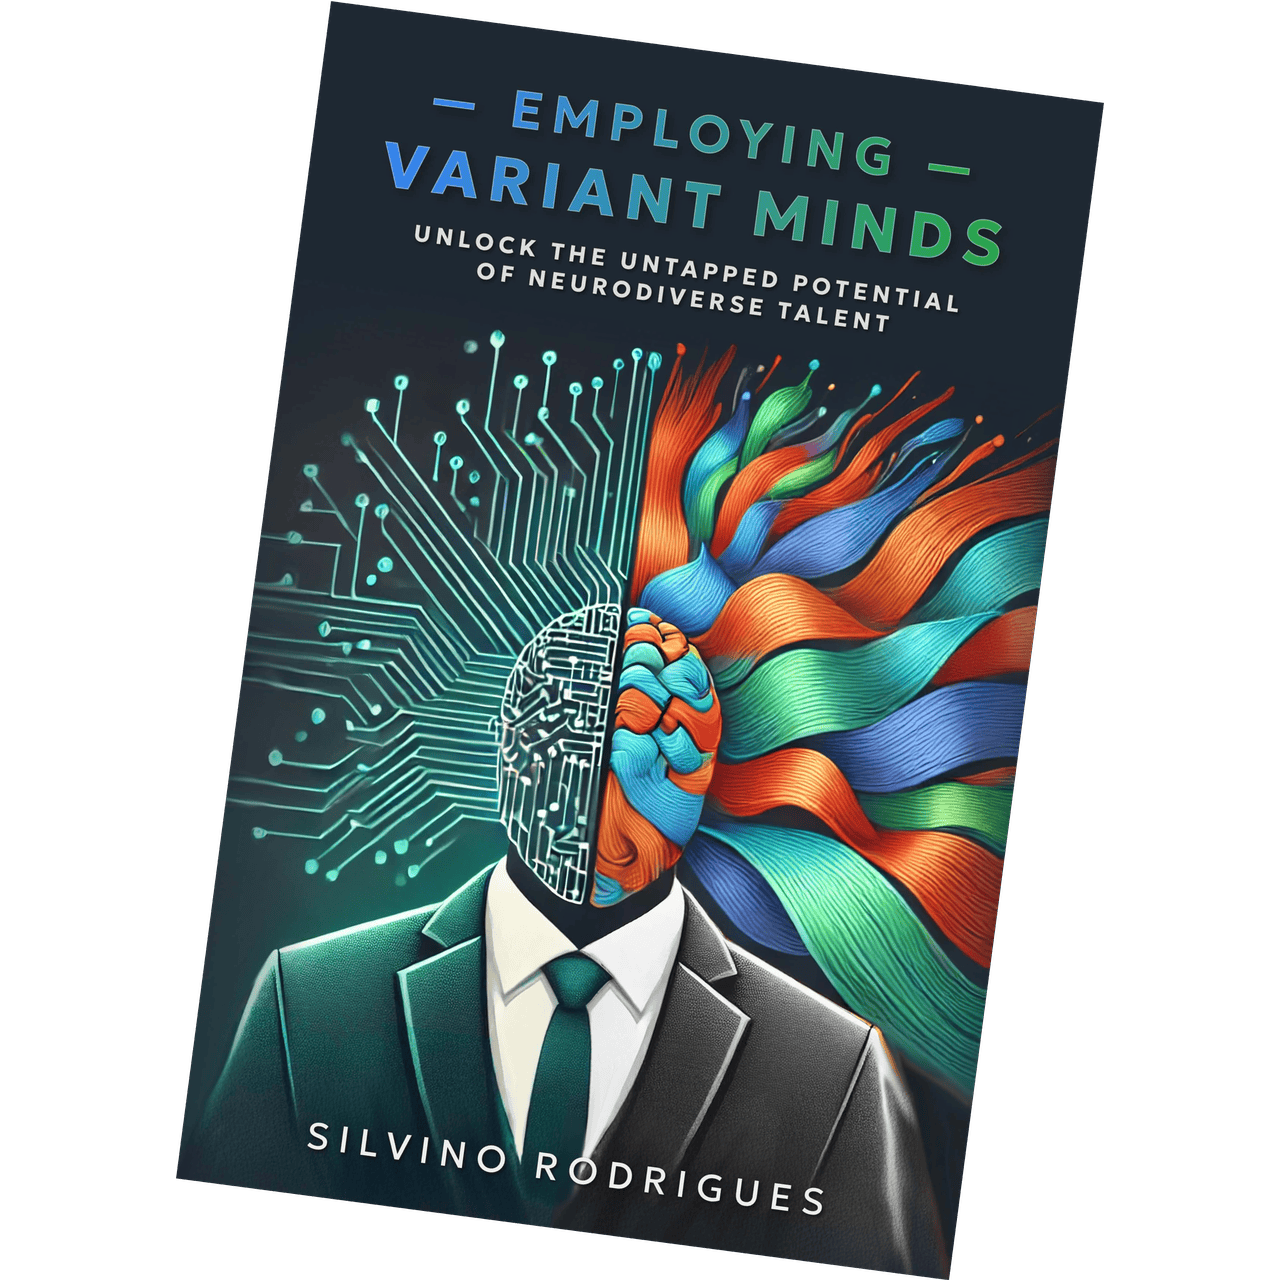 — EMPLOYING —
VARIANT MINDS
UNLOCK THE UNTAPPED POTENTIAL
OF NEURODIVERSE TALENT
SILVINO RODRIGUES